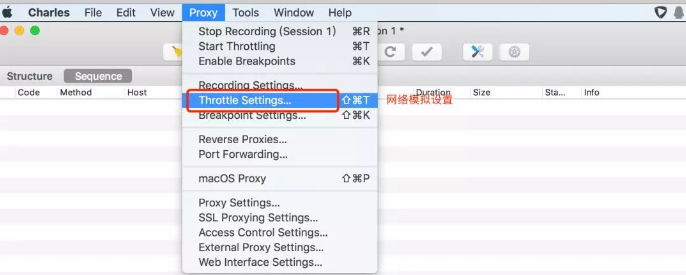 Charles File Edit View Proxy Tools Window Help
Stop Recording (Session 1) ⌘R
on 1 *
Start Throttling ⌘T
Enable Breakpoints ⌘K
Structure Sequence
Recording Settings...
Code Method Host Duration Size Sta... Info
Throttle Settings... ⇧⌘T 网络模拟设置
Breakpoint Settings... ⇧⌘K
Reverse Proxies...
Port Forwarding...
macOS Proxy ⇧⌘P
Proxy Settings...
SSL Proxying Settings...
Access Control Settings...
External Proxy Settings...
Web Interface Settings...